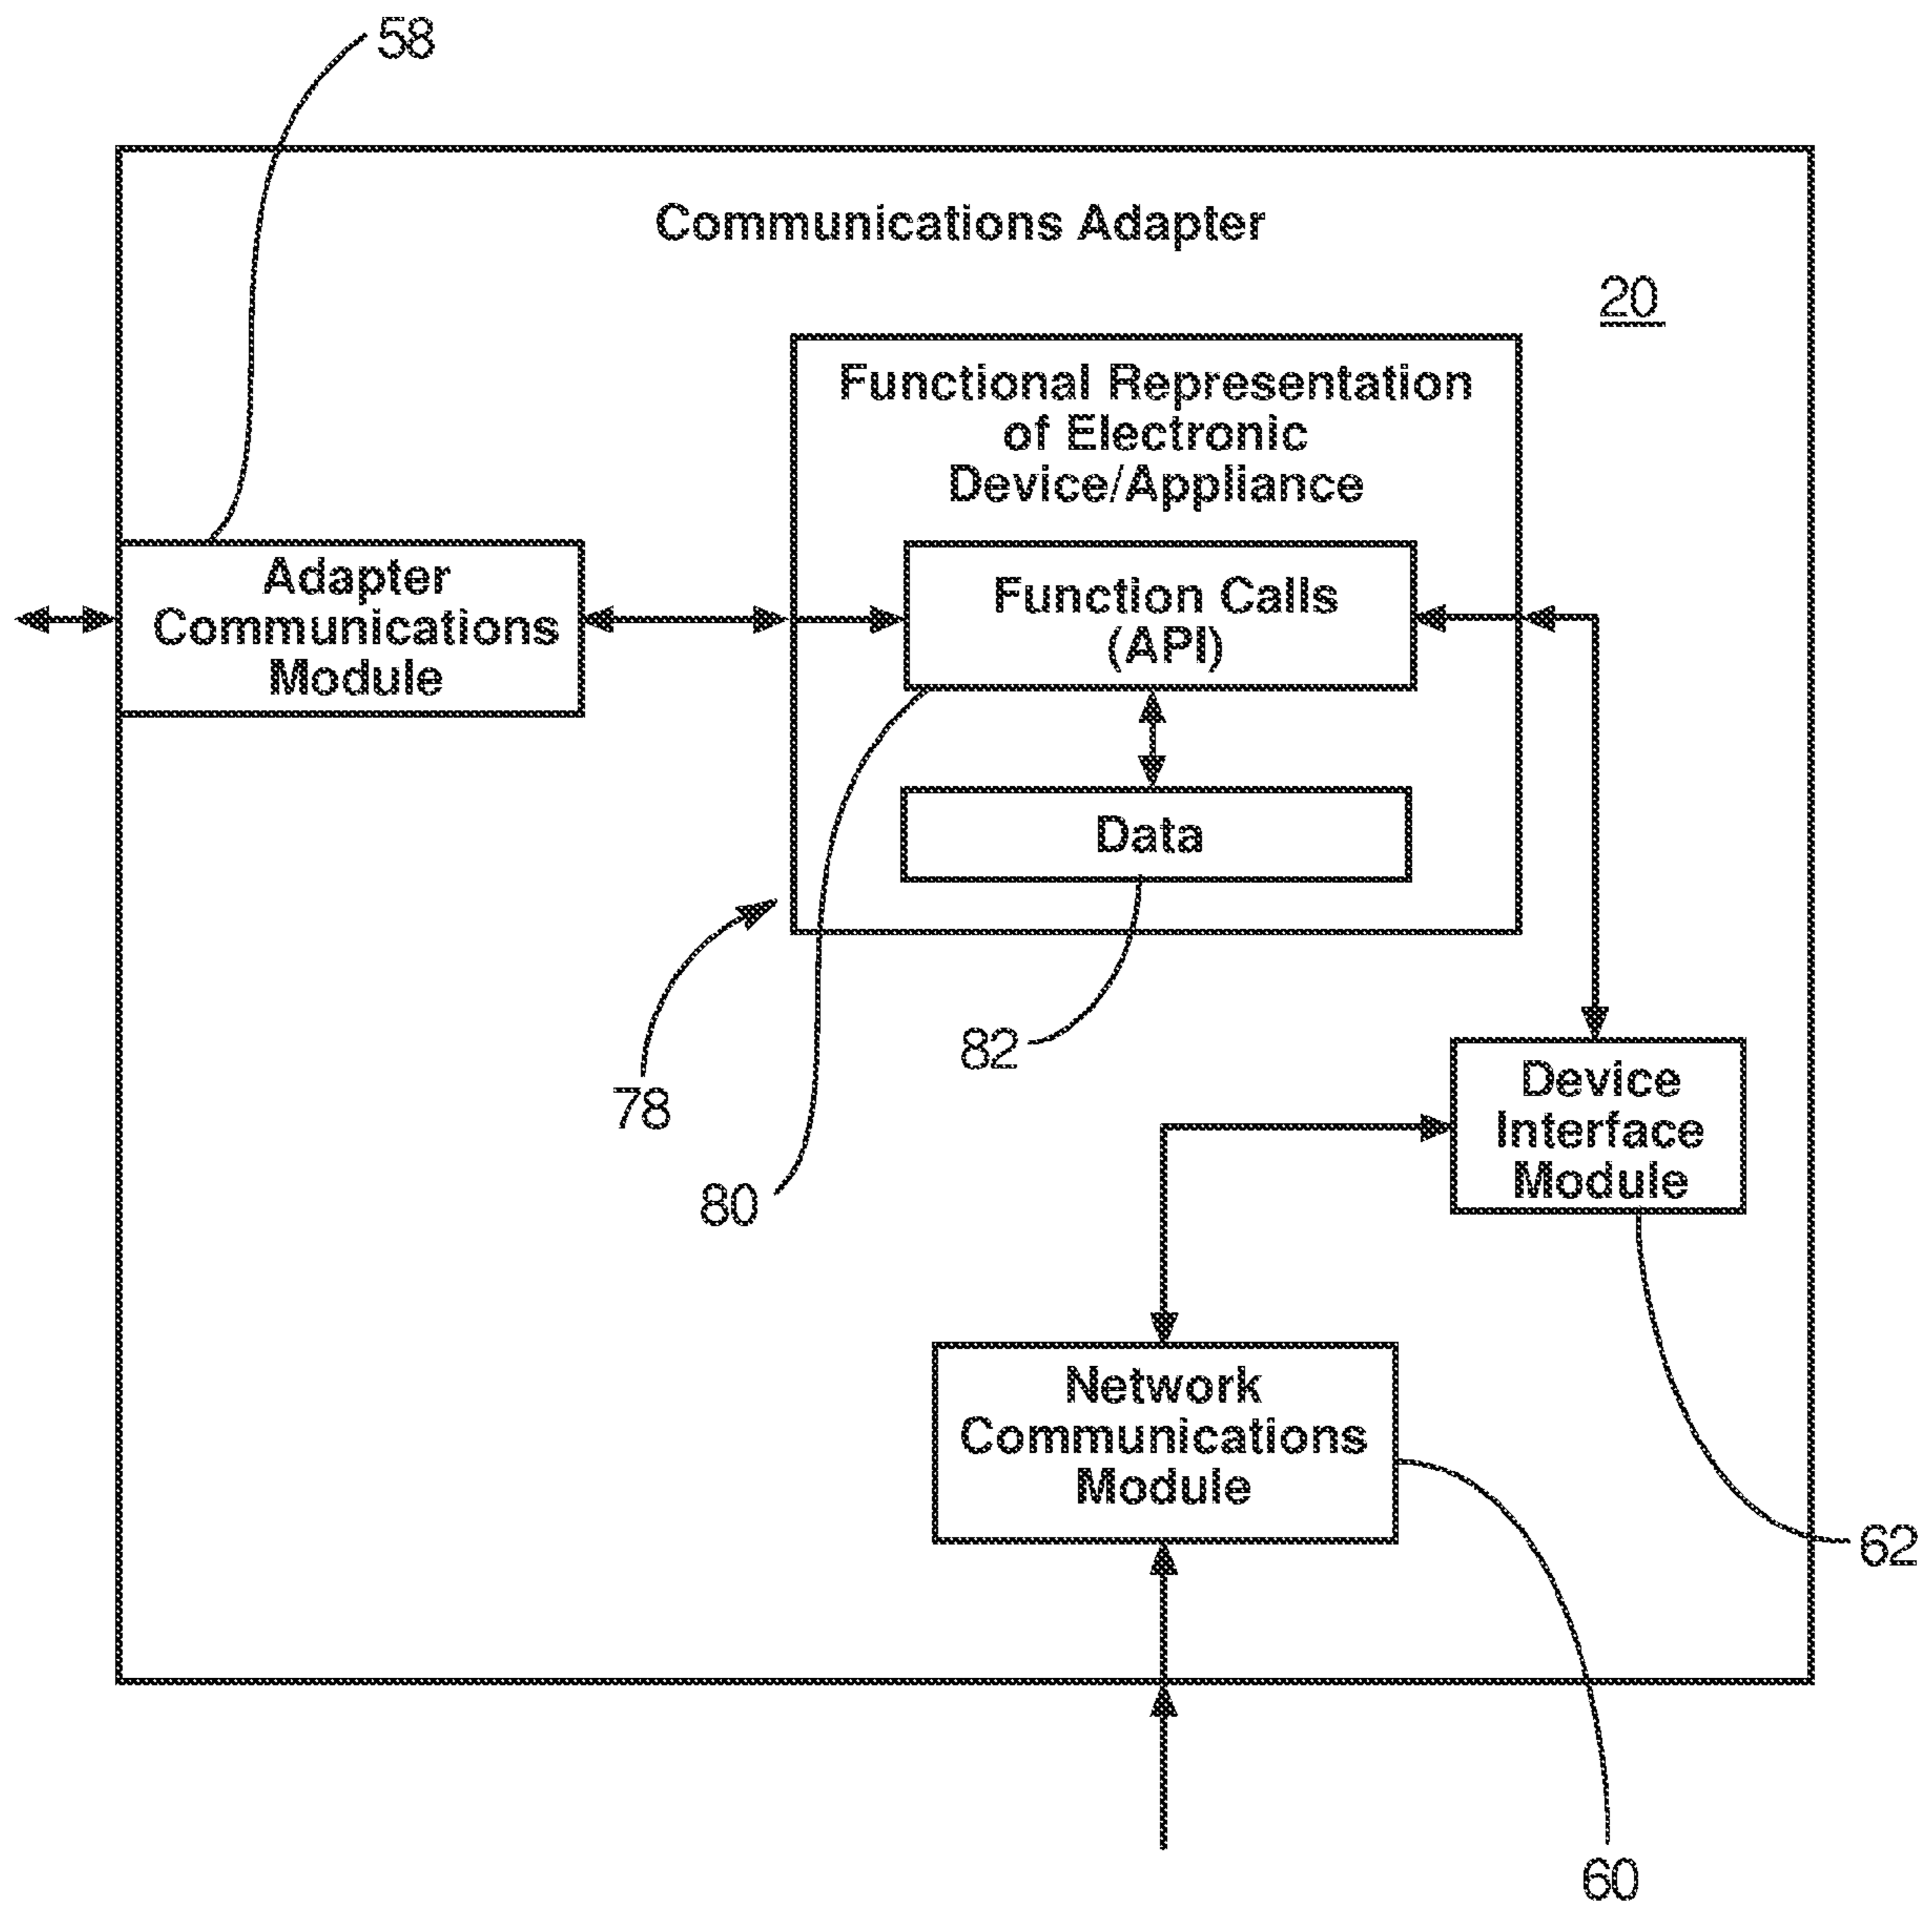 58
Communications Adapter
20
Functional Representation
of Electronic
Device/Appliance
Adapter
Communications
Module
Function Calls
(API)
Data
82
78
80
Device
Interface
Module
Network
Communications
Module
62
60